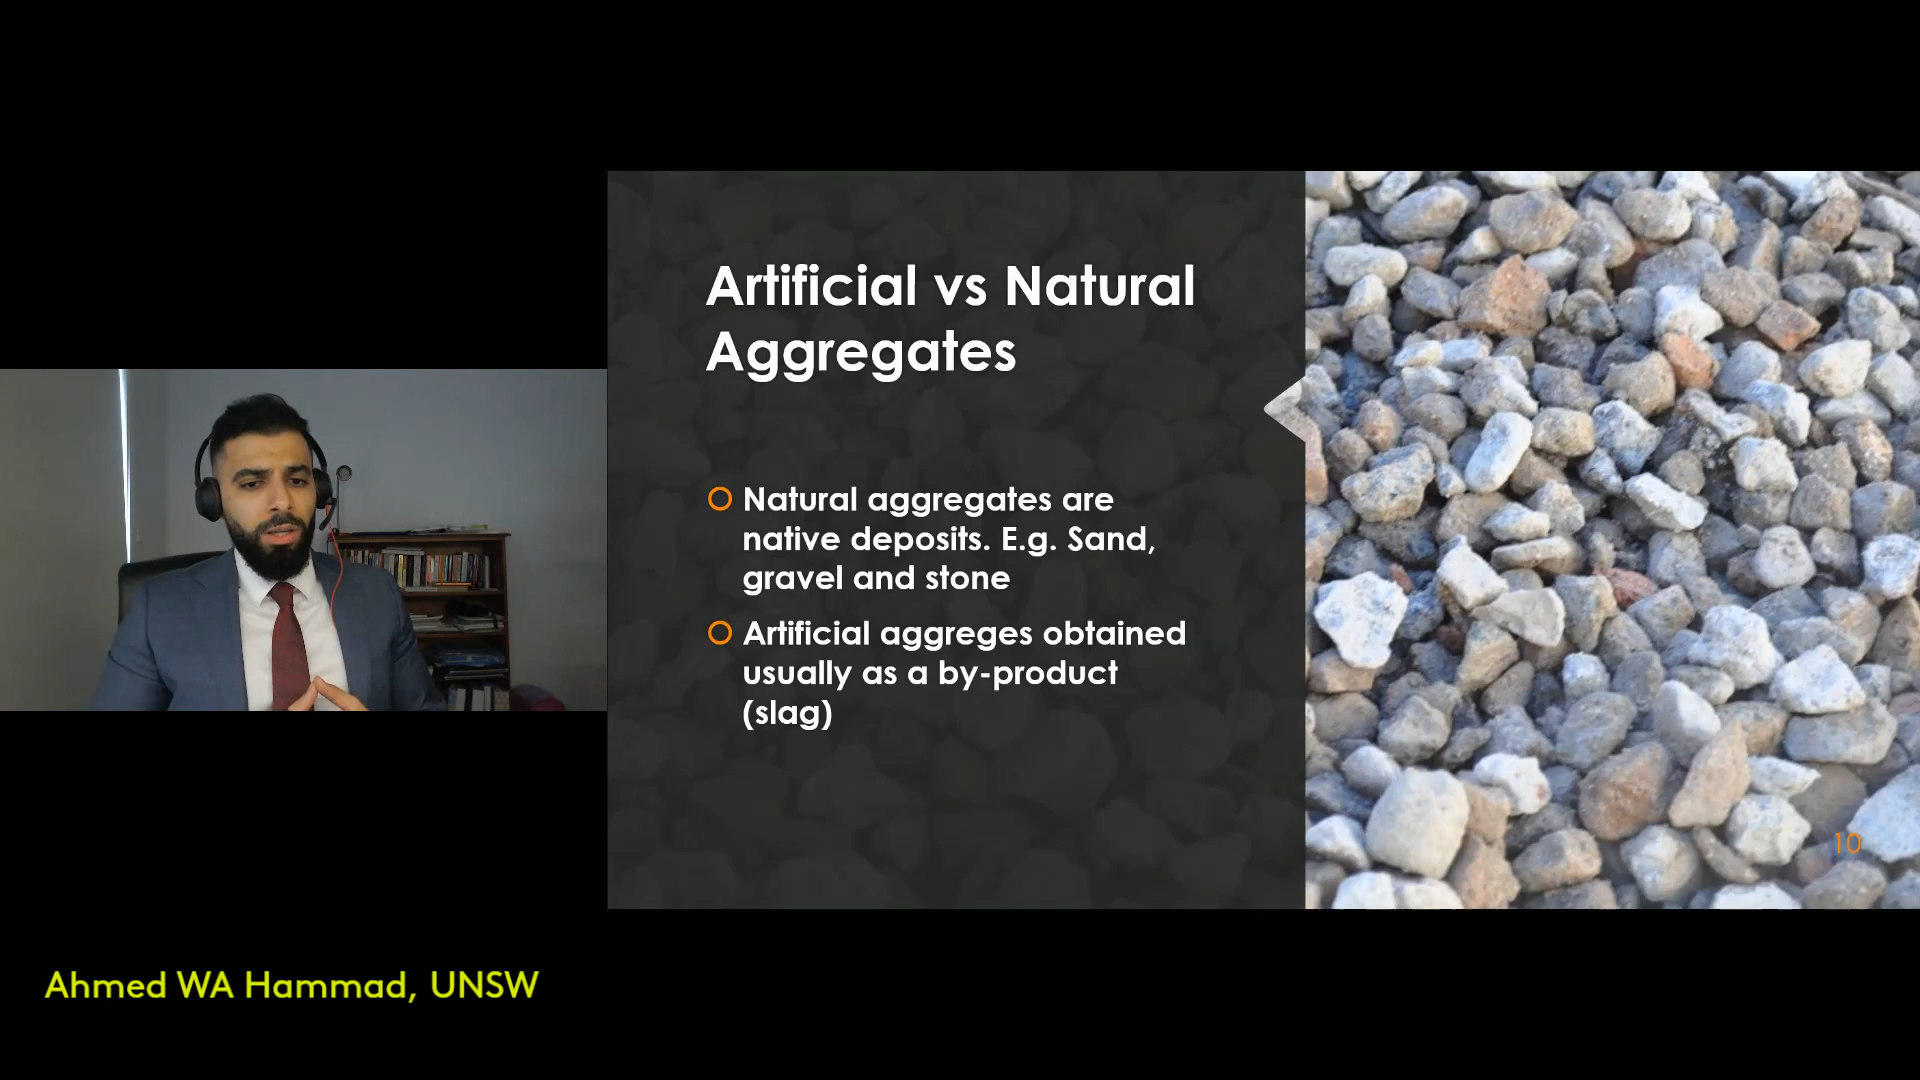 Artificial vs Natural
Aggregates
Natural aggregates are
native deposits. E.g. Sand,
gravel and stone
Artificial aggreges obtained
usually as a by-product
(slag)
10
Ahmed WA Hammad, UNSW